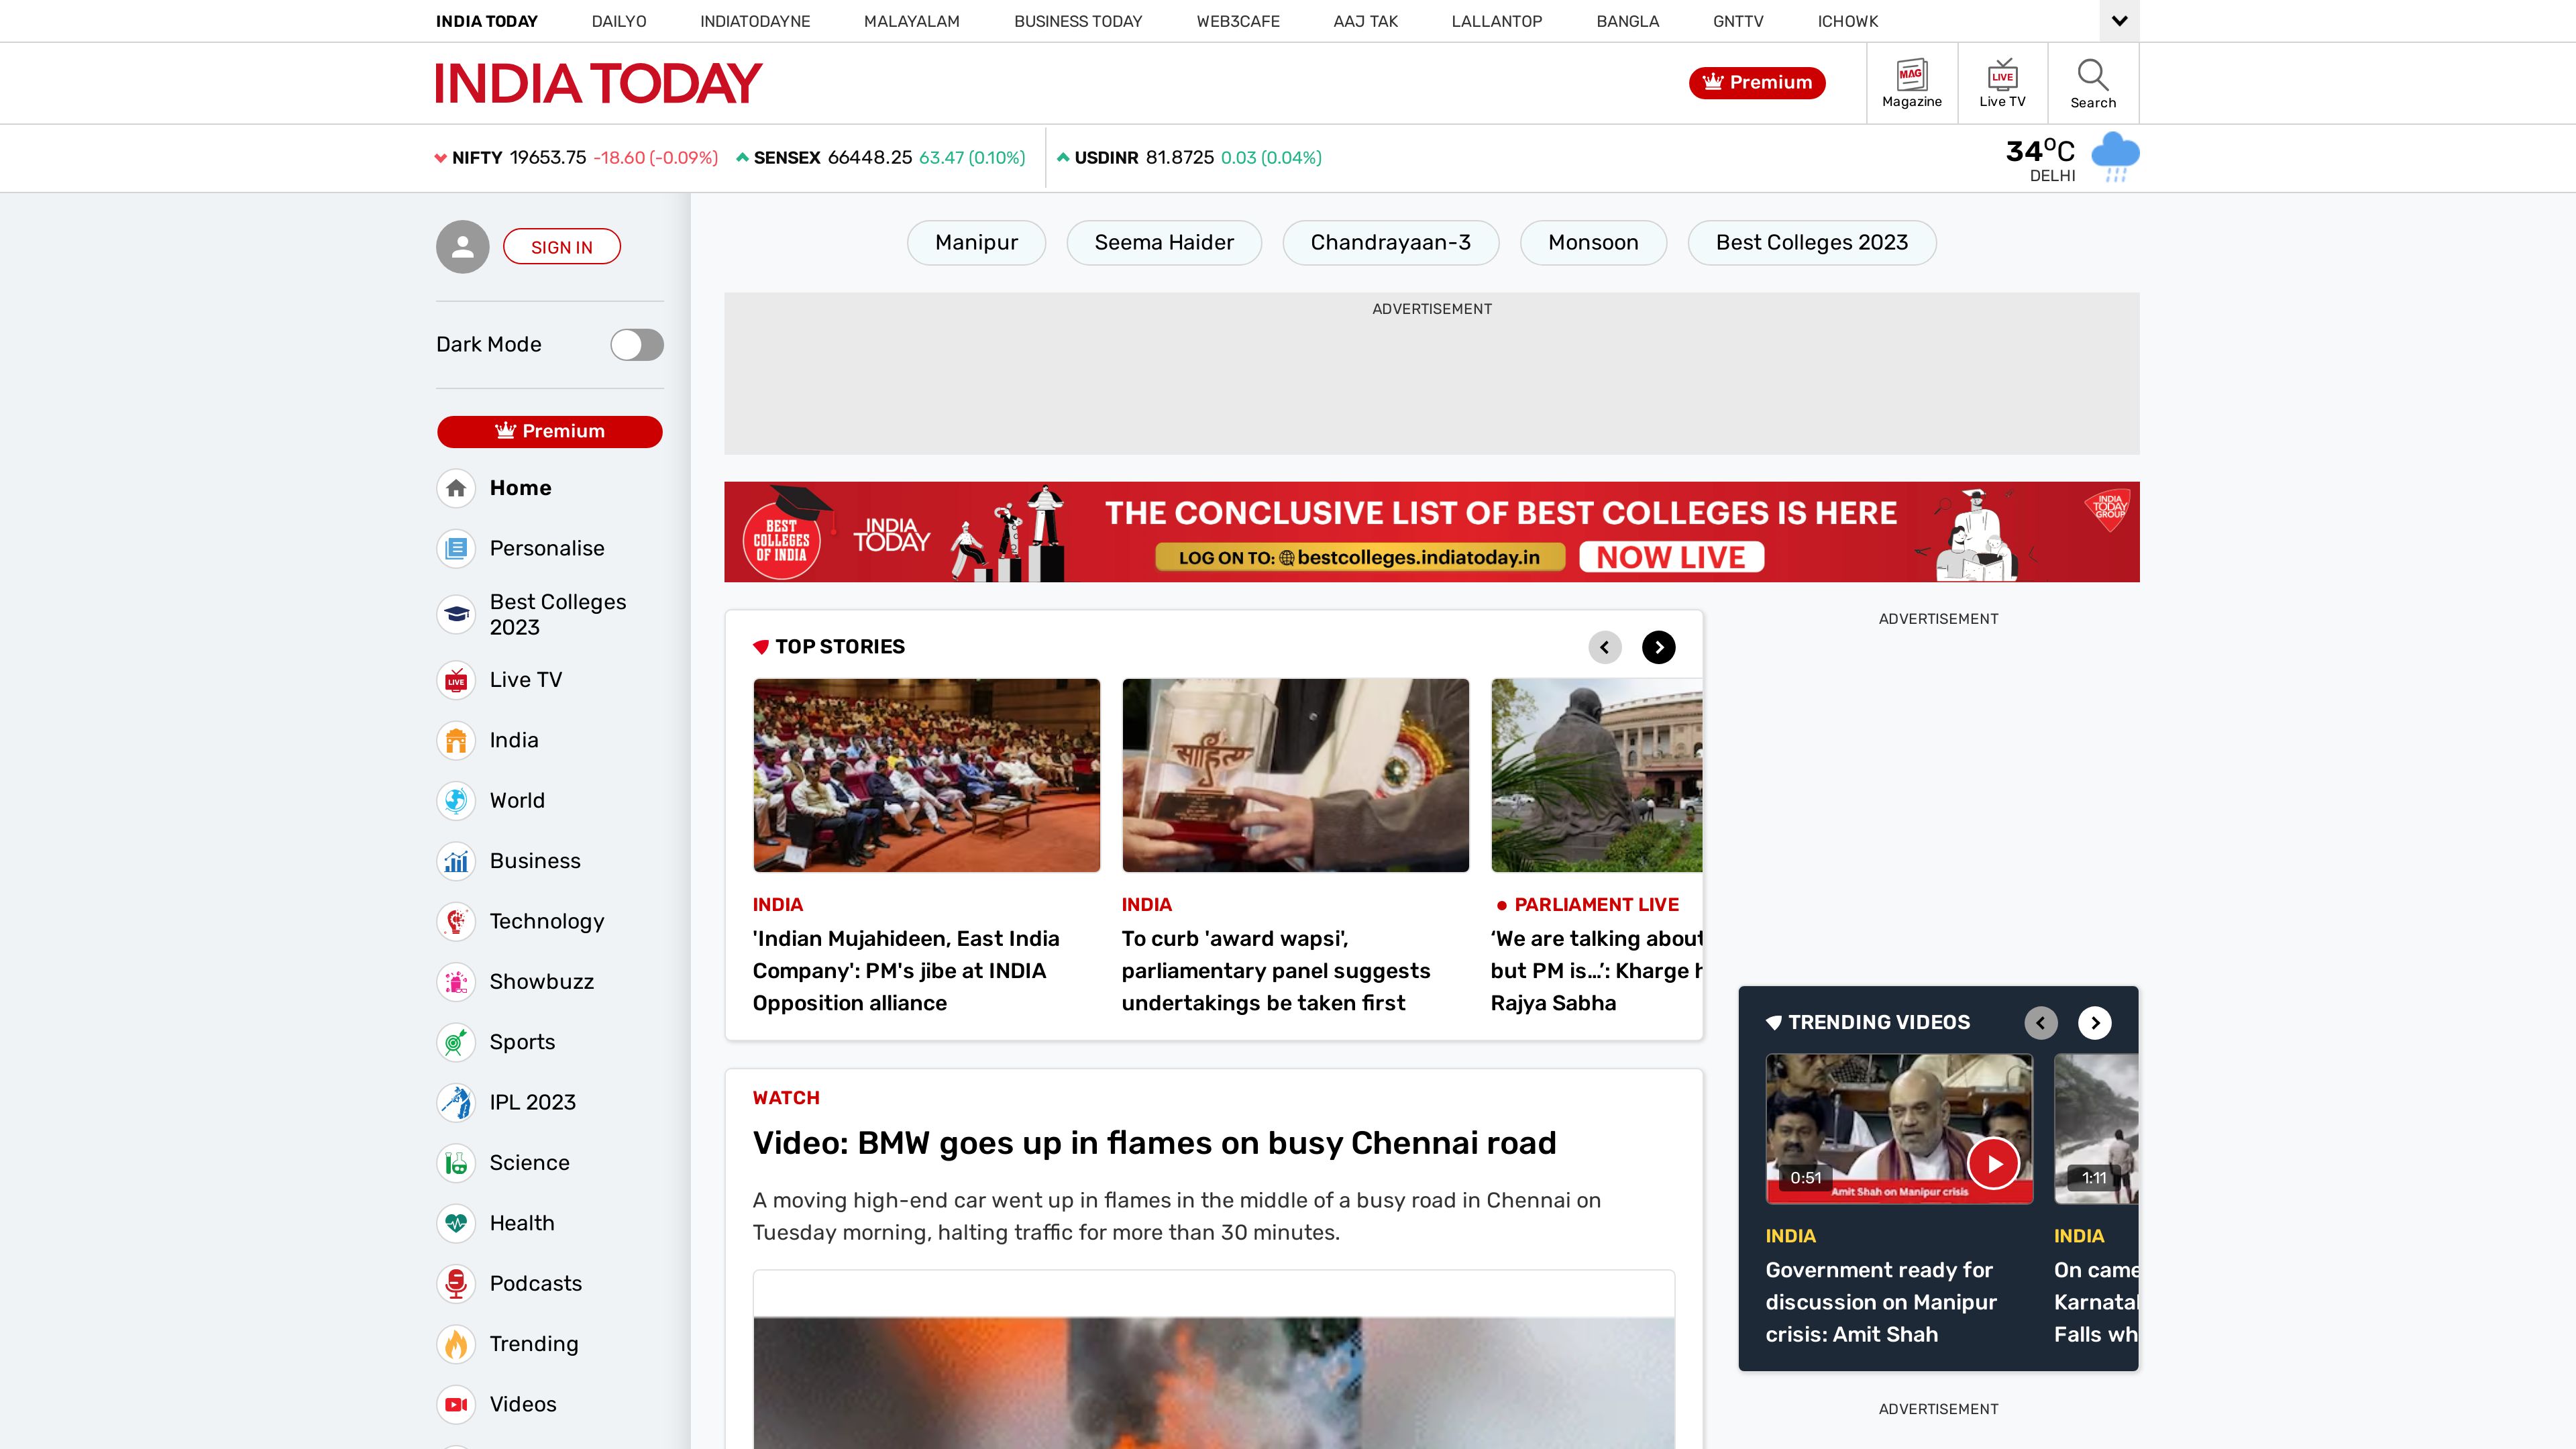 INDIA TODAY DAILYO INDIATODAYNE MALAYALAM BUSINESS TODAY WEB3CAFE AAJ TAK LALLANTOP BANGLA GNTTV ICHOWK
INDIA TODAY
Premium
MAG
Magazine
LIVE
Live TV
Search
NIFTY 19653.75 -18.60 (-0.09%) SENSEX 66448.25 63.47 (0.10%) USDINR 81.8725 0.03 (0.04%)
34°C
DELHI
SIGN IN
Dark Mode
Premium
Home
Personalise
Best Colleges
2023
LIVE
Live TV
India
World
Business
Technology
Showbuzz
Sports
IPL 2023
Science
Health
Podcasts
Trending
Videos
Manipur Seema Haider Chandrayaan-3 Monsoon Best Colleges 2023
ADVERTISEMENT
BEST
COLLEGES
OF INDIA
INDIA
TODAY
THE CONCLUSIVE LIST OF BEST COLLEGES IS HERE
LOG ON TO: bestcolleges.indiatoday.in
NOW LIVE
INDIA
TODAY
GROUP
TOP STORIES
साहित्य
INDIA
'Indian Mujahideen, East India
Company': PM's jibe at INDIA
Opposition alliance
INDIA
To curb 'award wapsi',
parliamentary panel suggests
undertakings be taken first
PARLIAMENT LIVE
‘We are talking about
but PM is…’: Kharge h
Rajya Sabha
WATCH
Video: BMW goes up in flames on busy Chennai road
A moving high-end car went up in flames in the middle of a busy road in Chennai on
Tuesday morning, halting traffic for more than 30 minutes.
ADVERTISEMENT
TRENDING VIDEOS
0:51
Amit Shah on Manipur crisis
1:11
INDIA
Government ready for
discussion on Manipur
crisis: Amit Shah
INDIA
On came
Karnatak
Falls wh
ADVERTISEMENT